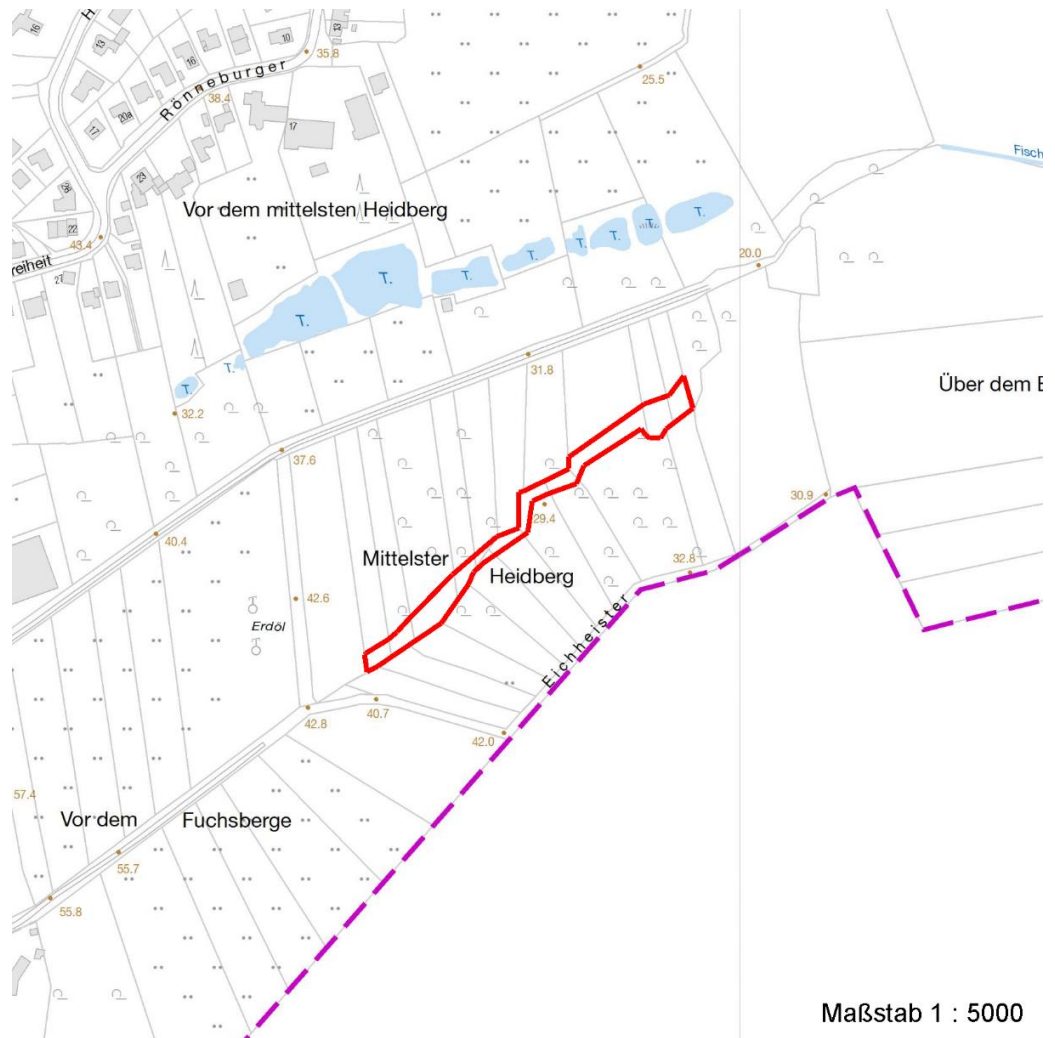 16
13
H
13
10
35.8
16
Rönneburger
38.4
25.5
20a
17
17
Fisch
23
Vor dem mittelsten Heidberg
22
43.4
T.
T.
T.
T.
T.
T.
T.
20.0
reiheit
27
T.
T.
T.
31.8
Über dem E
32.2
37.6
30.9
29.4
40.4
Mittelster
Heidberg
32.8
42.6
Erdöl
Eichheister
40.7
42.8
42.0
57.4
Vor dem
Fuchsberge
55.7
55.8
Maßstab 1 : 5000